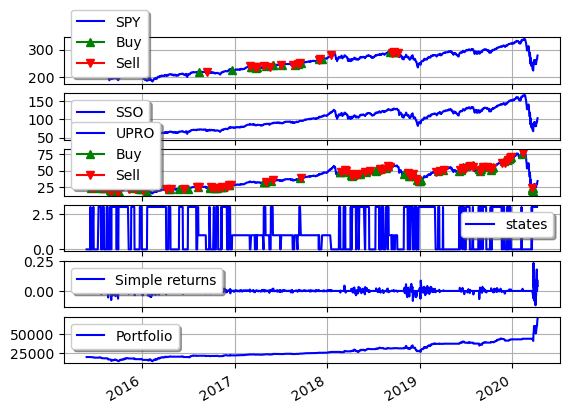 SPY
Buy
Sell
300
200
SSO
150
100
50
UPRO
Buy
Sell
75
50
25
states
2.5
0.0
Simple returns
0.25
0.00
Portfolio
50000
25000
2016 2017 2018 2019 2020